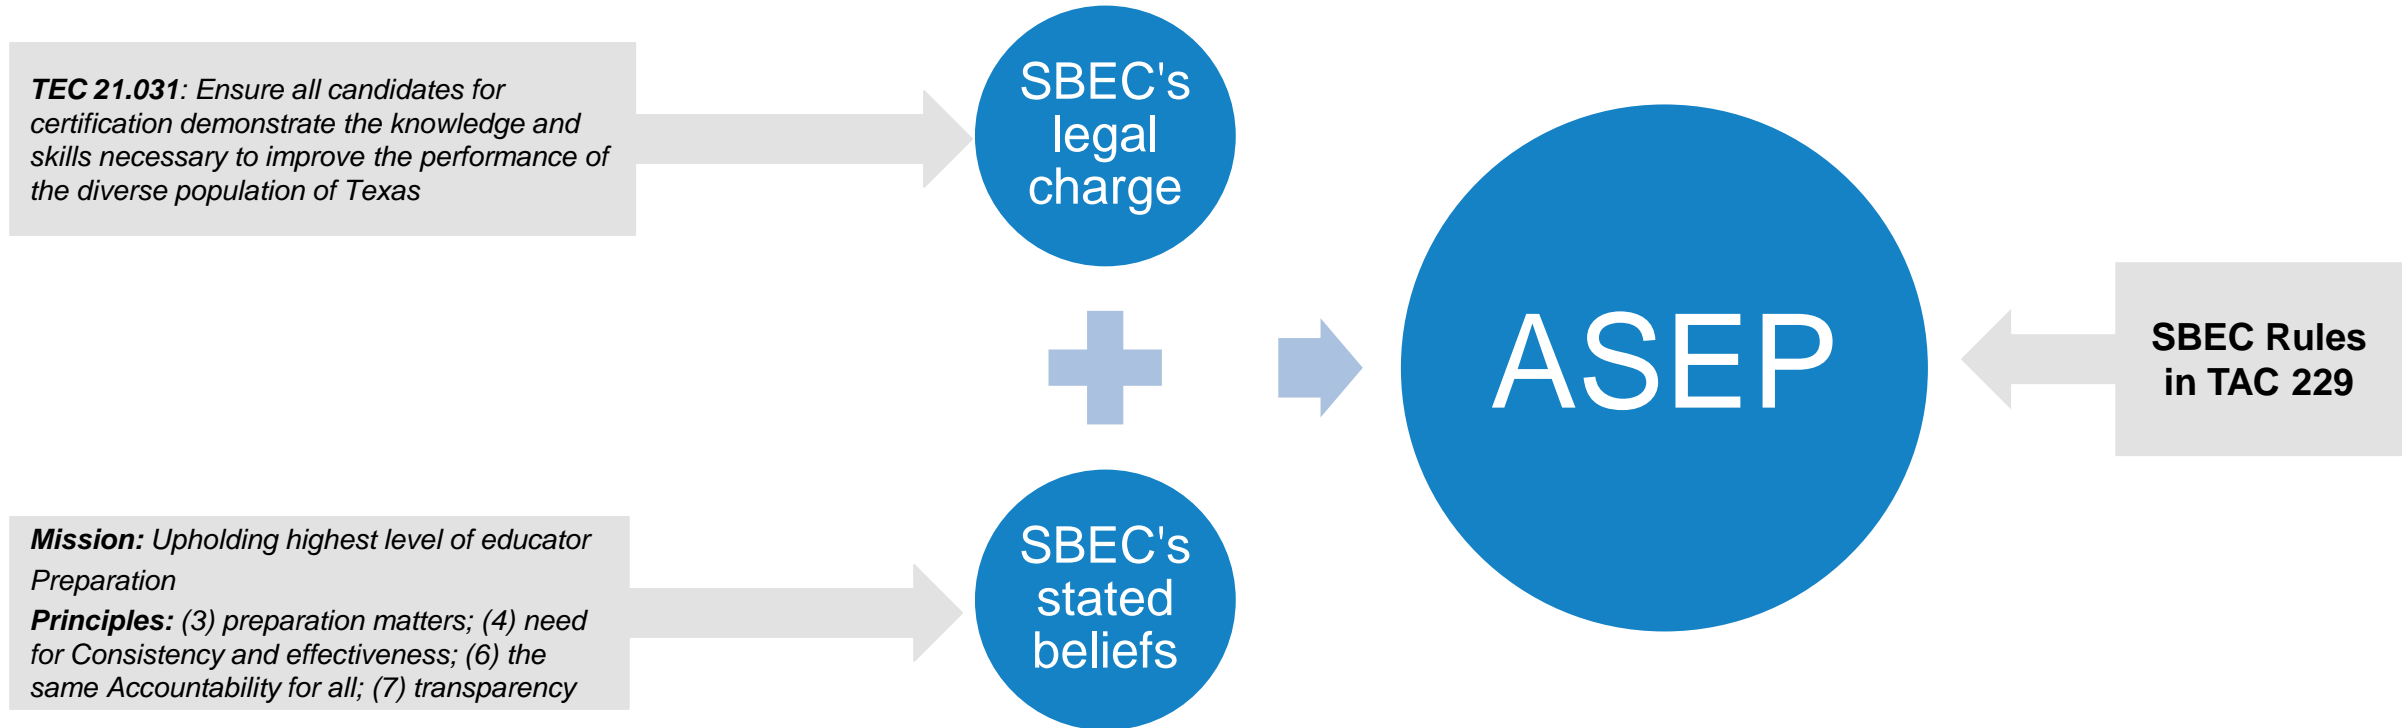 TEC 21.031: Ensure all candidates for
certification demonstrate the knowledge and
skills necessary to improve the performance of
the diverse population of Texas
SBEC's
legal
charge
Mission: Upholding highest level of educator
Preparation
Principles: (3) preparation matters; (4) need
for Consistency and effectiveness; (6) the
same Accountability for all; (7) transparency
SBEC's
stated
beliefs
ASEP
SBEC Rules
in TAC 229